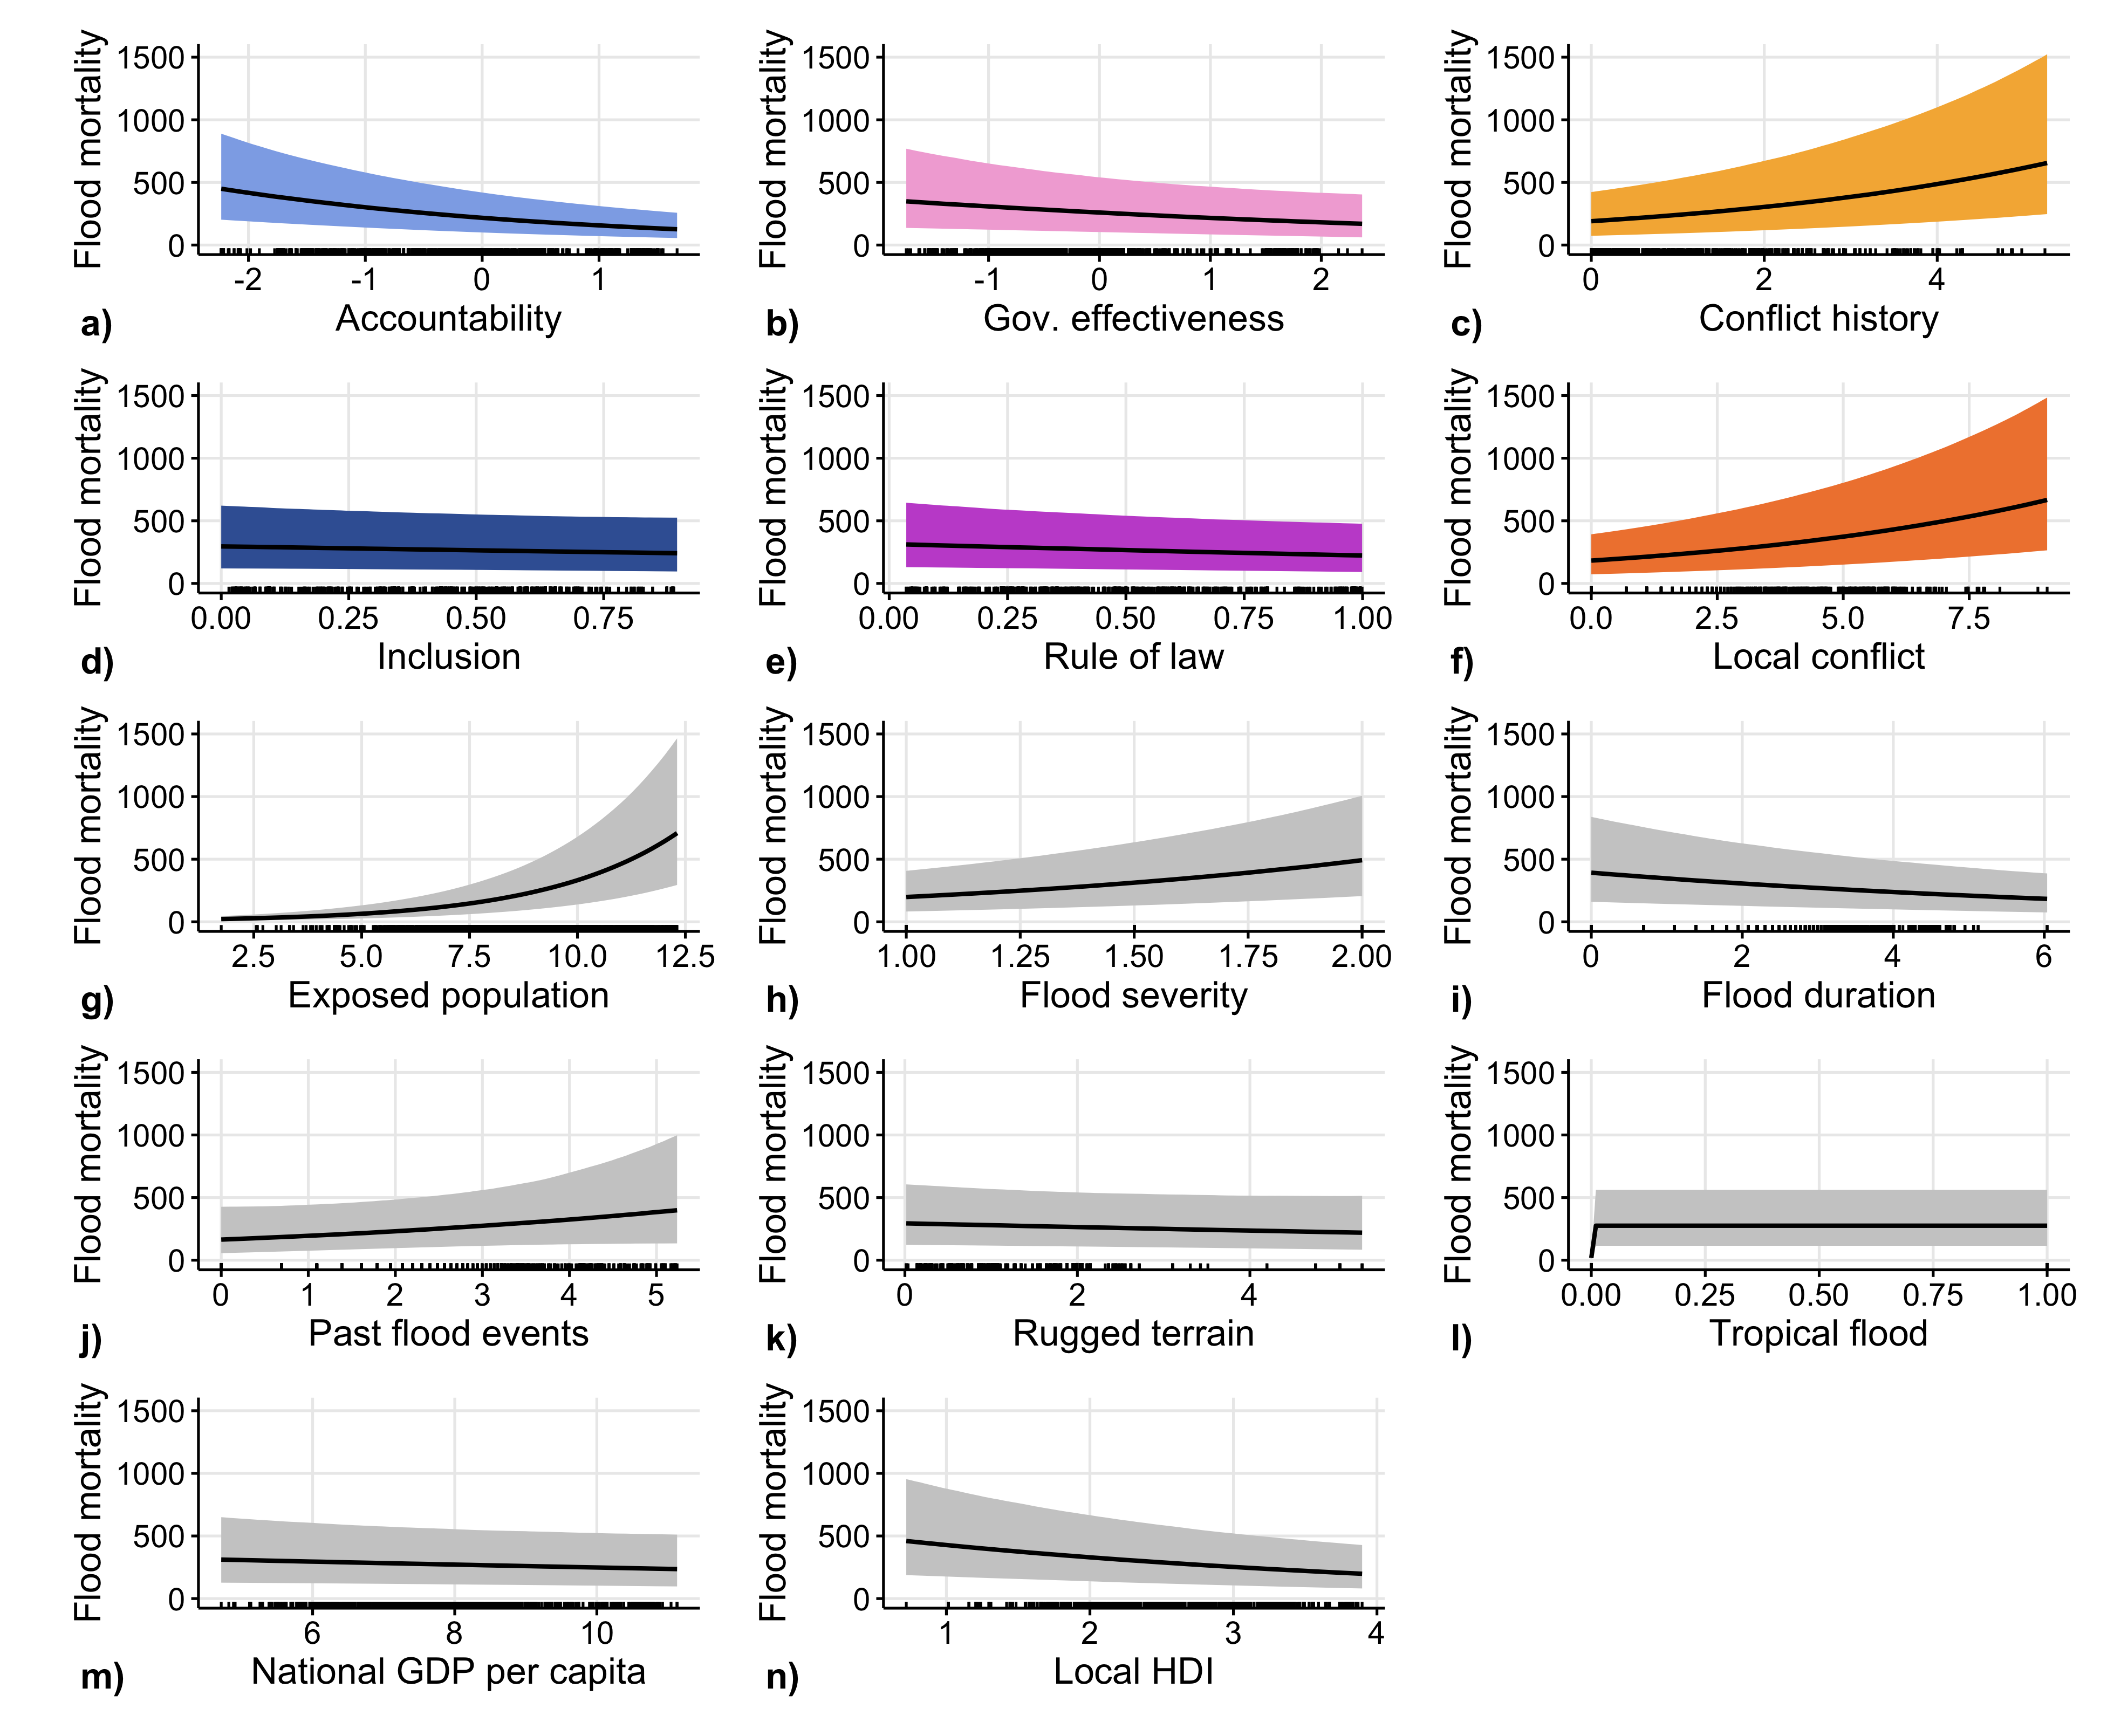 Flood mortality
1500
1000
500
0
-2 -1 0 1
a) Accountability
Flood mortality
1500
1000
500
0
-1 0 1 2
b) Gov. effectiveness
Flood mortality
1500
1000
500
0
0 2 4
c) Conflict history
Flood mortality
1500
1000
500
0
0.00 0.25 0.50 0.75
d) Inclusion
Flood mortality
1500
1000
500
0
0.00 0.25 0.50 0.75 1.00
e) Rule of law
Flood mortality
1500
1000
500
0
0.0 2.5 5.0 7.5
f) Local conflict
Flood mortality
1500
1000
500
0
2.5 5.0 7.5 10.0 12.5
g) Exposed population
Flood mortality
1500
1000
500
0
1.00 1.25 1.50 1.75 2.00
h) Flood severity
Flood mortality
1500
1000
500
0
0 2 4 6
i) Flood duration
Flood mortality
1500
1000
500
0
0 1 2 3 4 5
j) Past flood events
Flood mortality
1500
1000
500
0
0 2 4
k) Rugged terrain
Flood mortality
1500
1000
500
0
0.00 0.25 0.50 0.75 1.00
l) Tropical flood
Flood mortality
1500
1000
500
0
6 8 10
m) National GDP per capita
Flood mortality
1500
1000
500
0
1 2 3 4
n) Local HDI